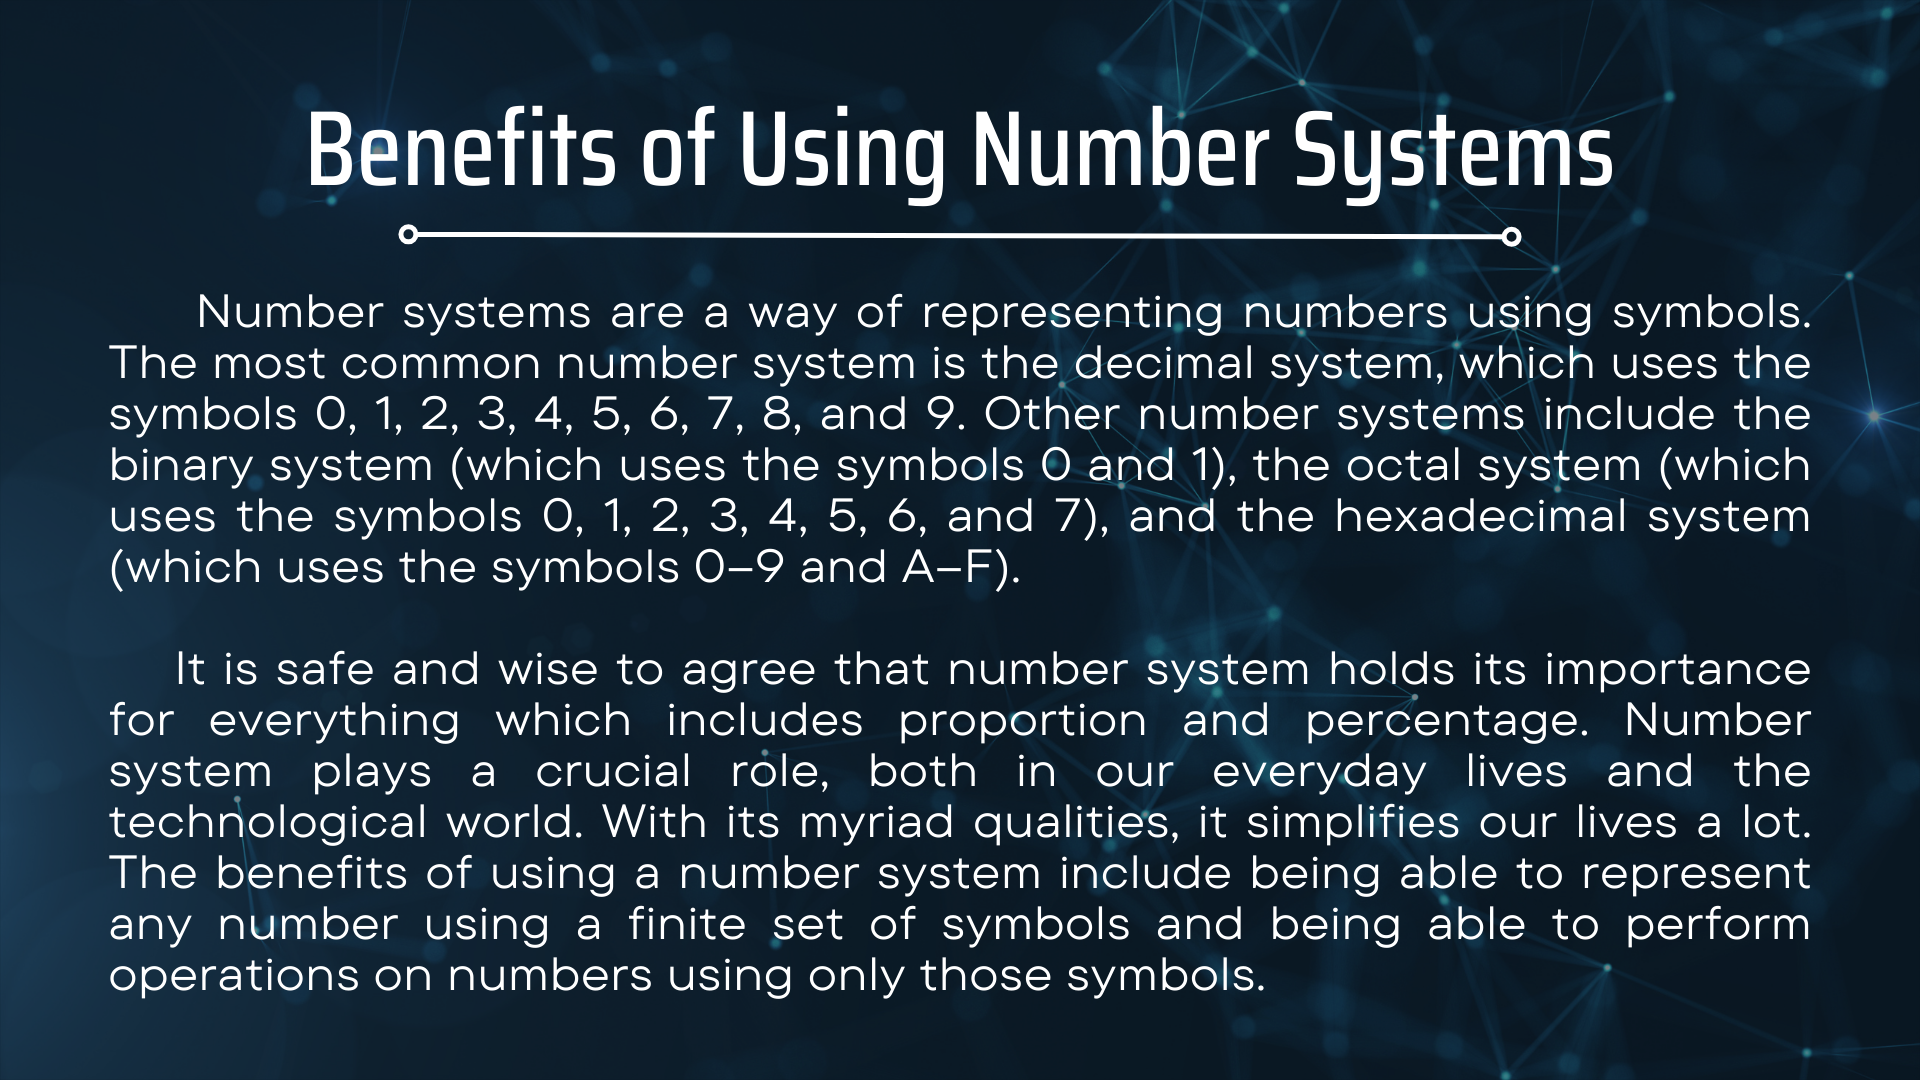 Benefits of Using Number Systems
Number systems are a way of representing numbers using symbols.
The most common number system is the decimal system, which uses the
symbols 0, 1, 2, 3, 4, 5, 6, 7, 8, and 9. Other number systems include the
binary system (which uses the symbols 0 and 1), the octal system (which
uses the symbols 0, 1, 2, 3, 4, 5, 6, and 7), and the hexadecimal system
(which uses the symbols 0–9 and A–F).
It is safe and wise to agree that number system holds its importance
for everything which includes proportion and percentage. Number
system plays a crucial role, both in our everyday lives and the
technological world. With its myriad qualities, it simplifies our lives a lot.
The benefits of using a number system include being able to represent
any number using a finite set of symbols and being able to perform
operations on numbers using only those symbols.